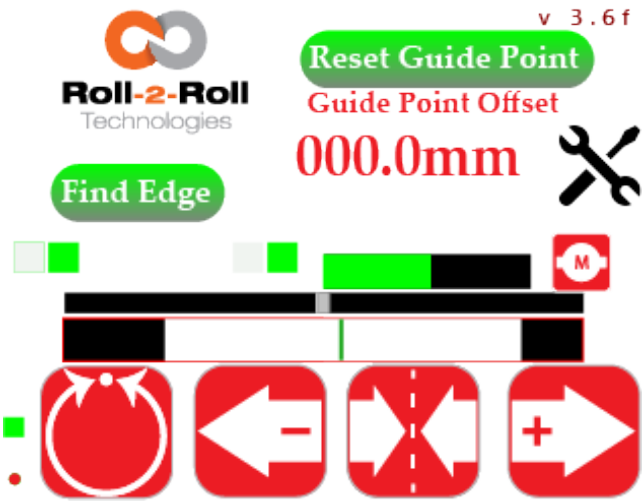 v 3.6f
Roll-2-Roll
Technologies
Reset Guide Point
Guide Point Offset
000.0mm
Find Edge
M
- +